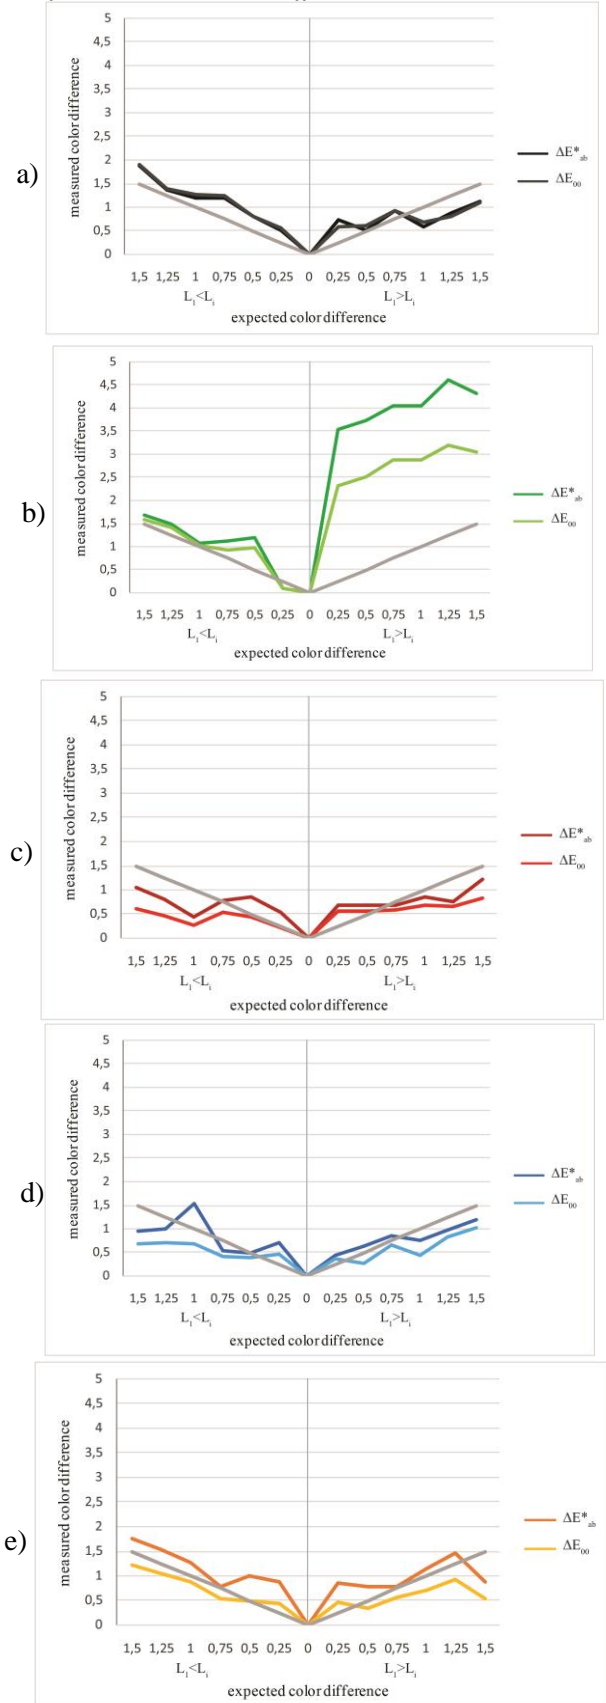 a)
measured color difference
5
4,5
4
3,5
3
2,5
2
1,5
1
0,5
0
1,5 1,25 1 0,75 0,5 0,25 0 0,25 0,5 0,75 1 1,25 1,5
L₁<Lᵢ L₁>Lᵢ
expected color difference
ΔE*ab
ΔE₀₀
b)
measured color difference
5
4,5
4
3,5
3
2,5
2
1,5
1
0,5
0
1,5 1,25 1 0,75 0,5 0,25 0 0,25 0,5 0,75 1 1,25 1,5
L₁<Lᵢ L₁>Lᵢ
expected color difference
ΔE*ab
ΔE₀₀
c)
measured color difference
5
4,5
4
3,5
3
2,5
2
1,5
1
0,5
0
1,5 1,25 1 0,75 0,5 0,25 0 0,25 0,5 0,75 1 1,25 1,5
L₁<Lᵢ L₁>Lᵢ
expected color difference
ΔE*ab
ΔE₀₀
d)
measured color difference
5
4,5
4
3,5
3
2,5
2
1,5
1
0,5
0
1,5 1,25 1 0,75 0,5 0,25 0 0,25 0,5 0,75 1 1,25 1,5
L₁<Lᵢ L₁>Lᵢ
expected color difference
ΔE*ab
ΔE₀₀
e)
measured color difference
5
4,5
4
3,5
3
2,5
2
1,5
1
0,5
0
1,5 1,25 1 0,75 0,5 0,25 0 0,25 0,5 0,75 1 1,25 1,5
L₁<Lᵢ L₁>Lᵢ
expected color difference
ΔE*ab
ΔE₀₀